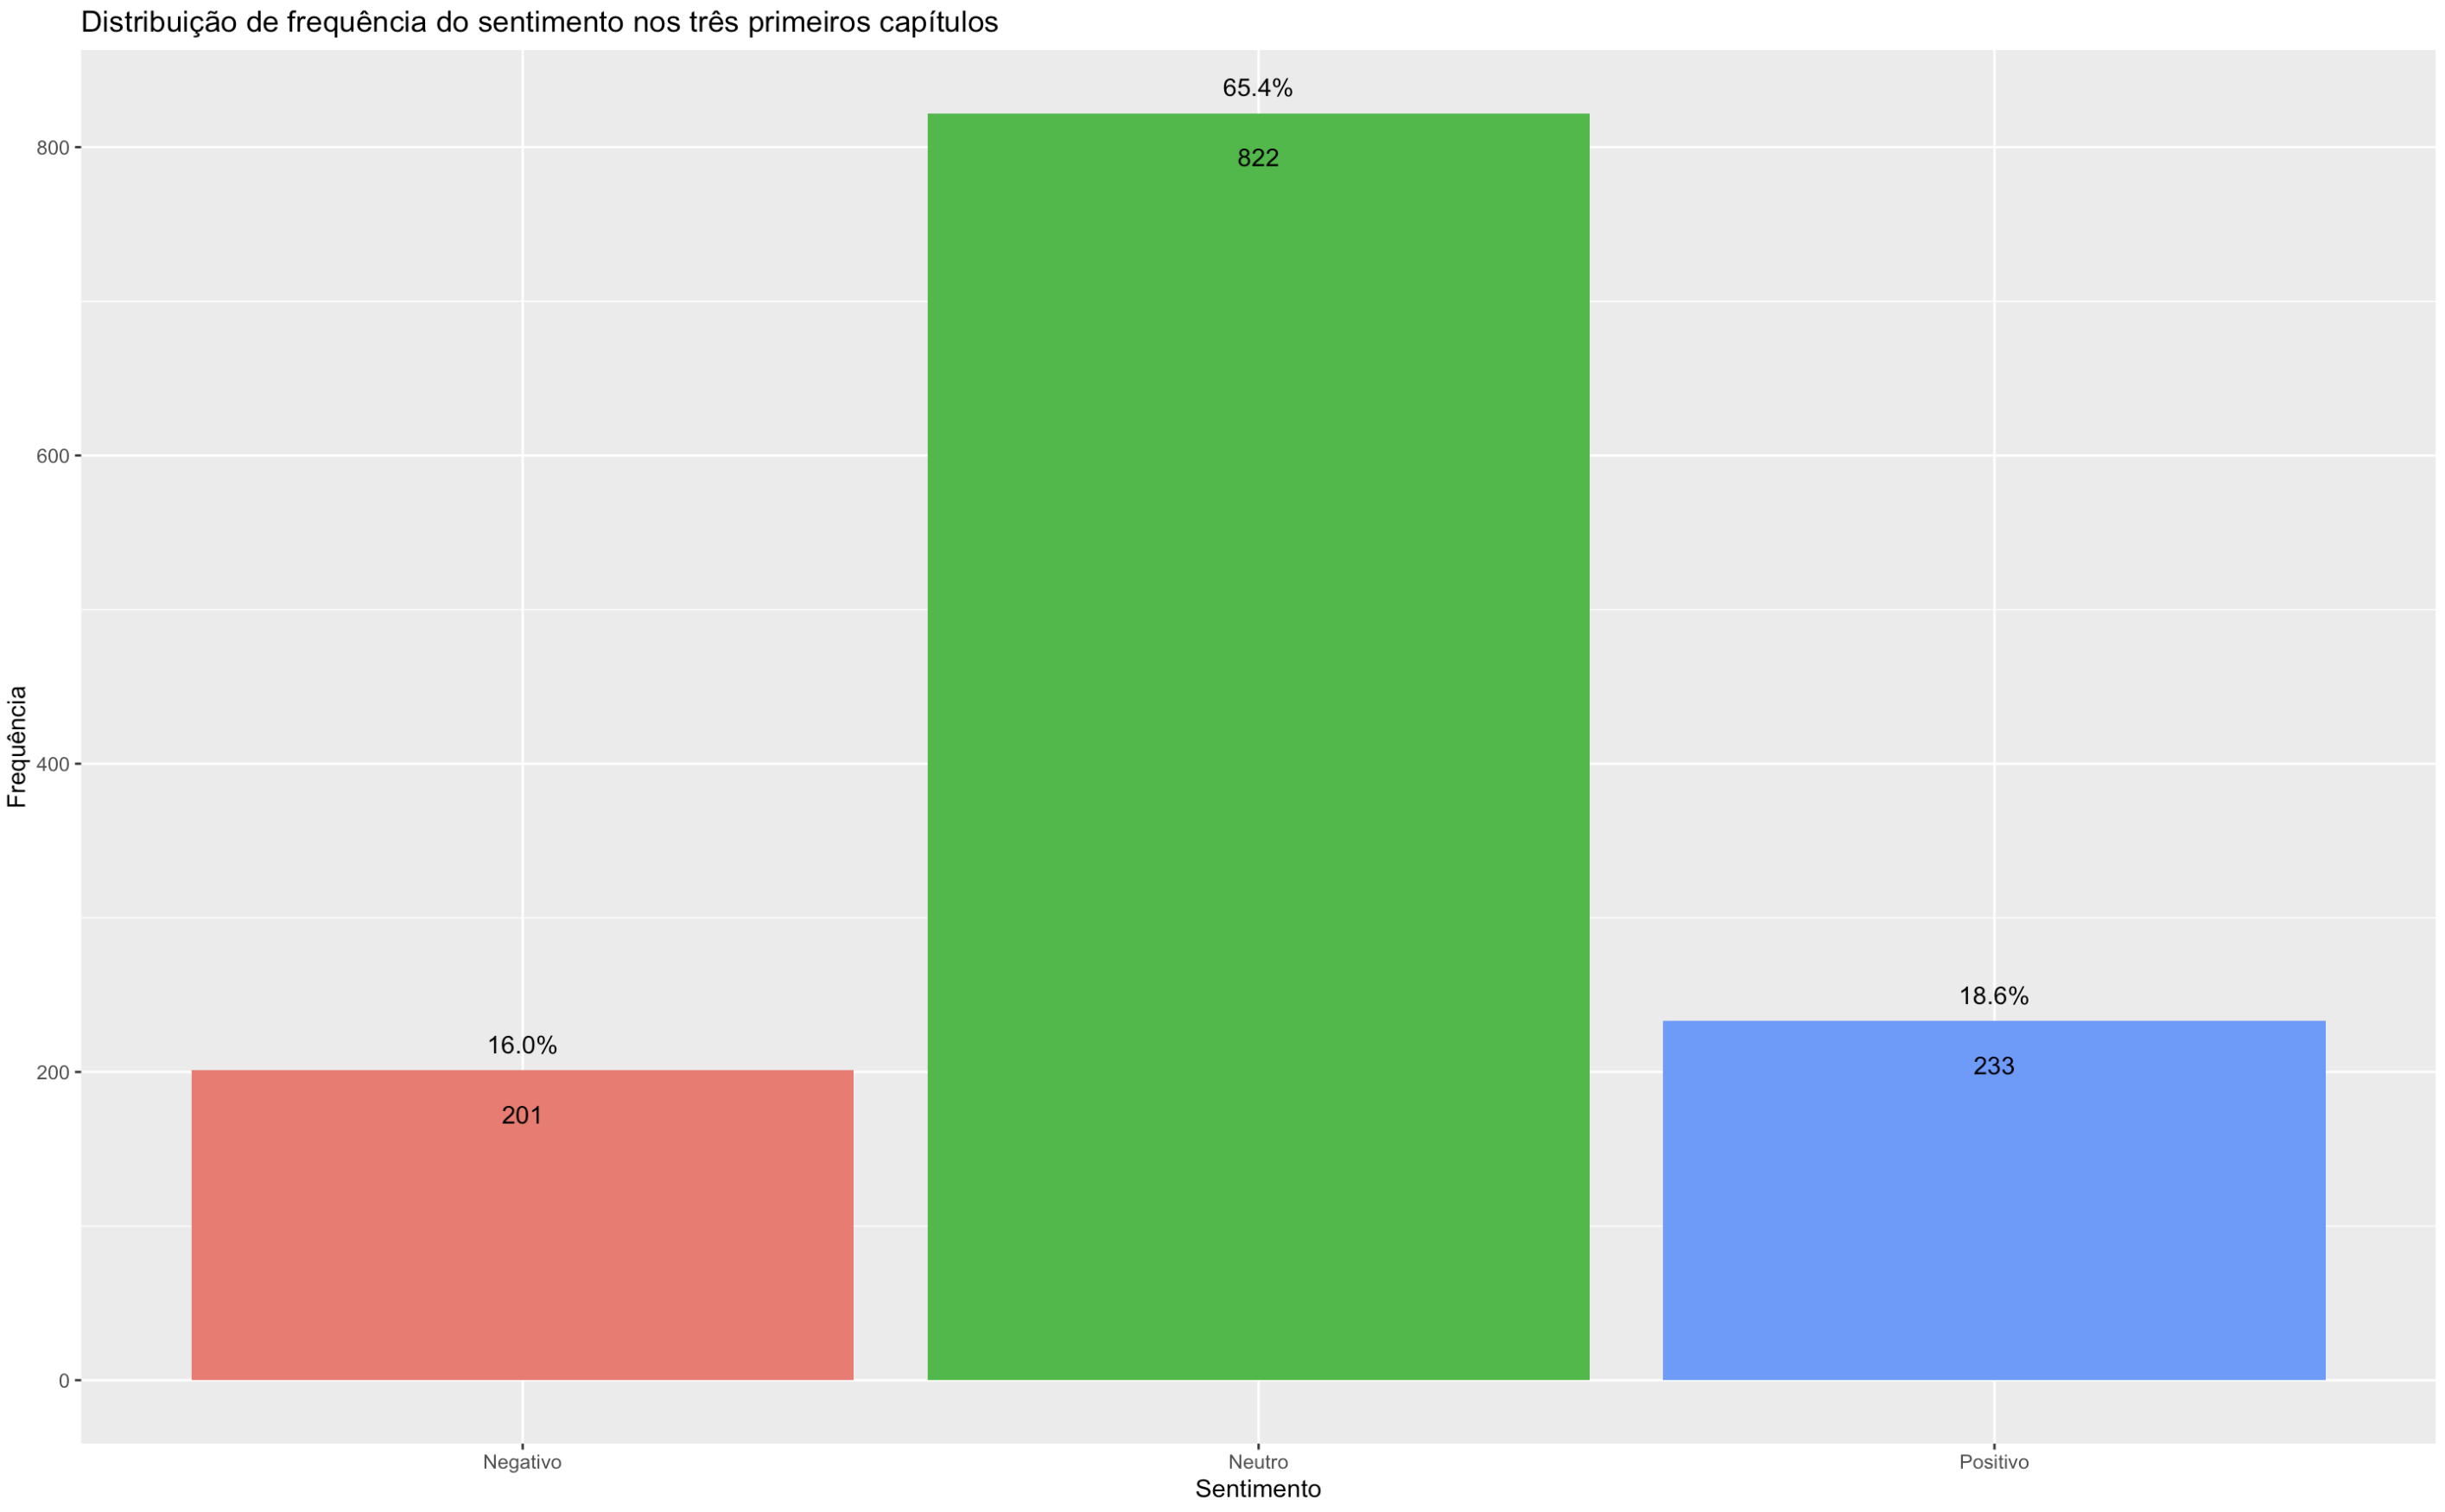 Distribuição de frequência do sentimento nos três primeiros capítulos
65.4%
800
822
600
Frequência
400
18.6%
16.0%
233
200
201
0
Negativo
Neutro
Positivo
Sentimento